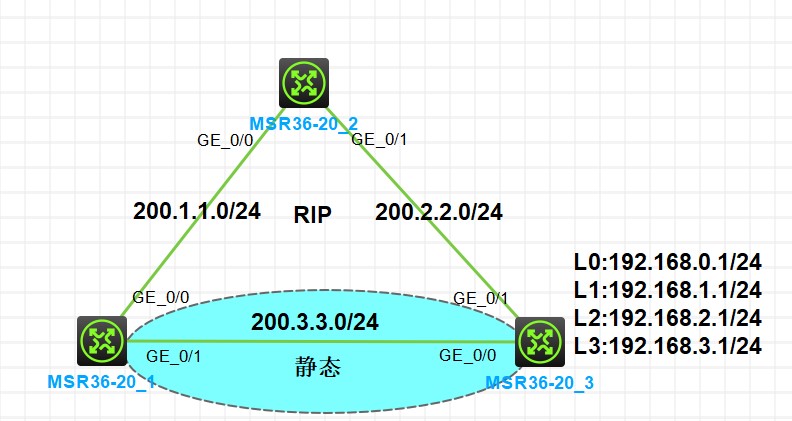 MSR36-20_2
GE_0/0
GE_0/1
200.1.1.0/24
RIP
200.2.2.0/24
L0:192.168.0.1/24
L1:192.168.1.1/24
L2:192.168.2.1/24
L3:192.168.3.1/24
GE_0/0
GE_0/1
200.3.3.0/24
GE_0/1
GE_0/0
静态
MSR36-20_1
MSR36-20_3